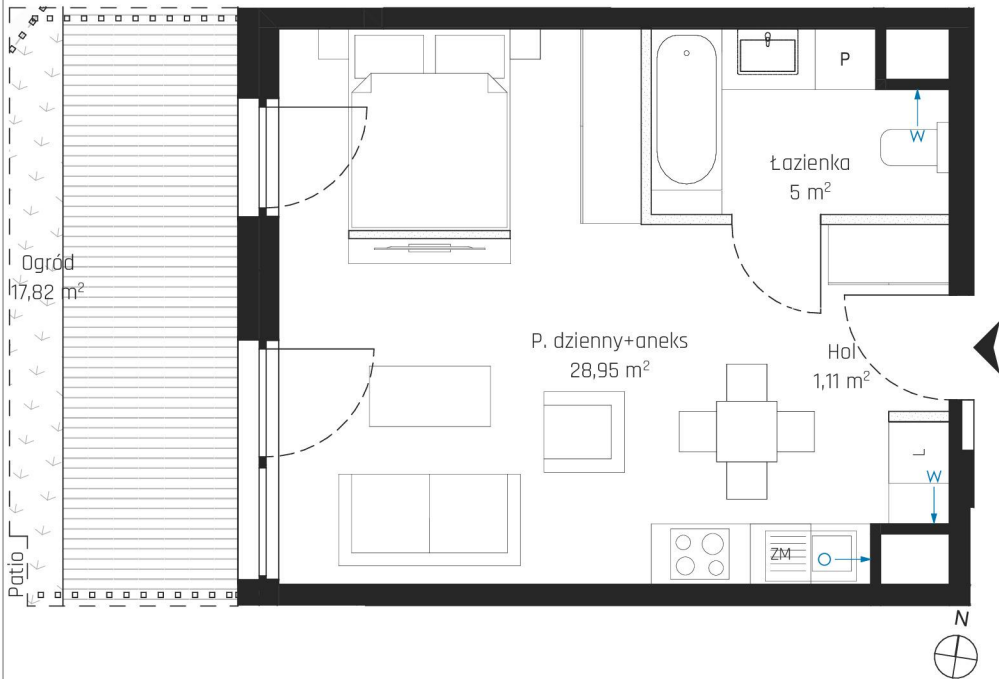 P
W
Łazienka
5 m²
Ogród
17,82 m²
P. dzienny+aneks
28,95 m²
Hol
1,11 m²
L
W
ZM
Patio
N